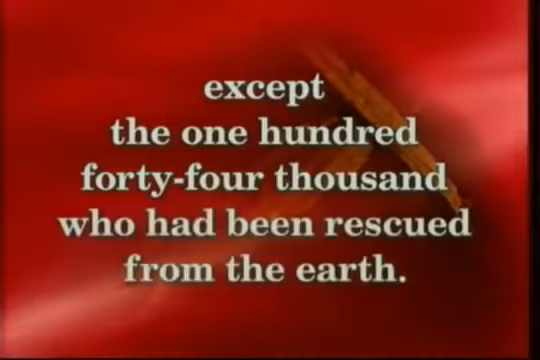 except
the one hundred
forty-four thousand
who had been rescued
from the earth.